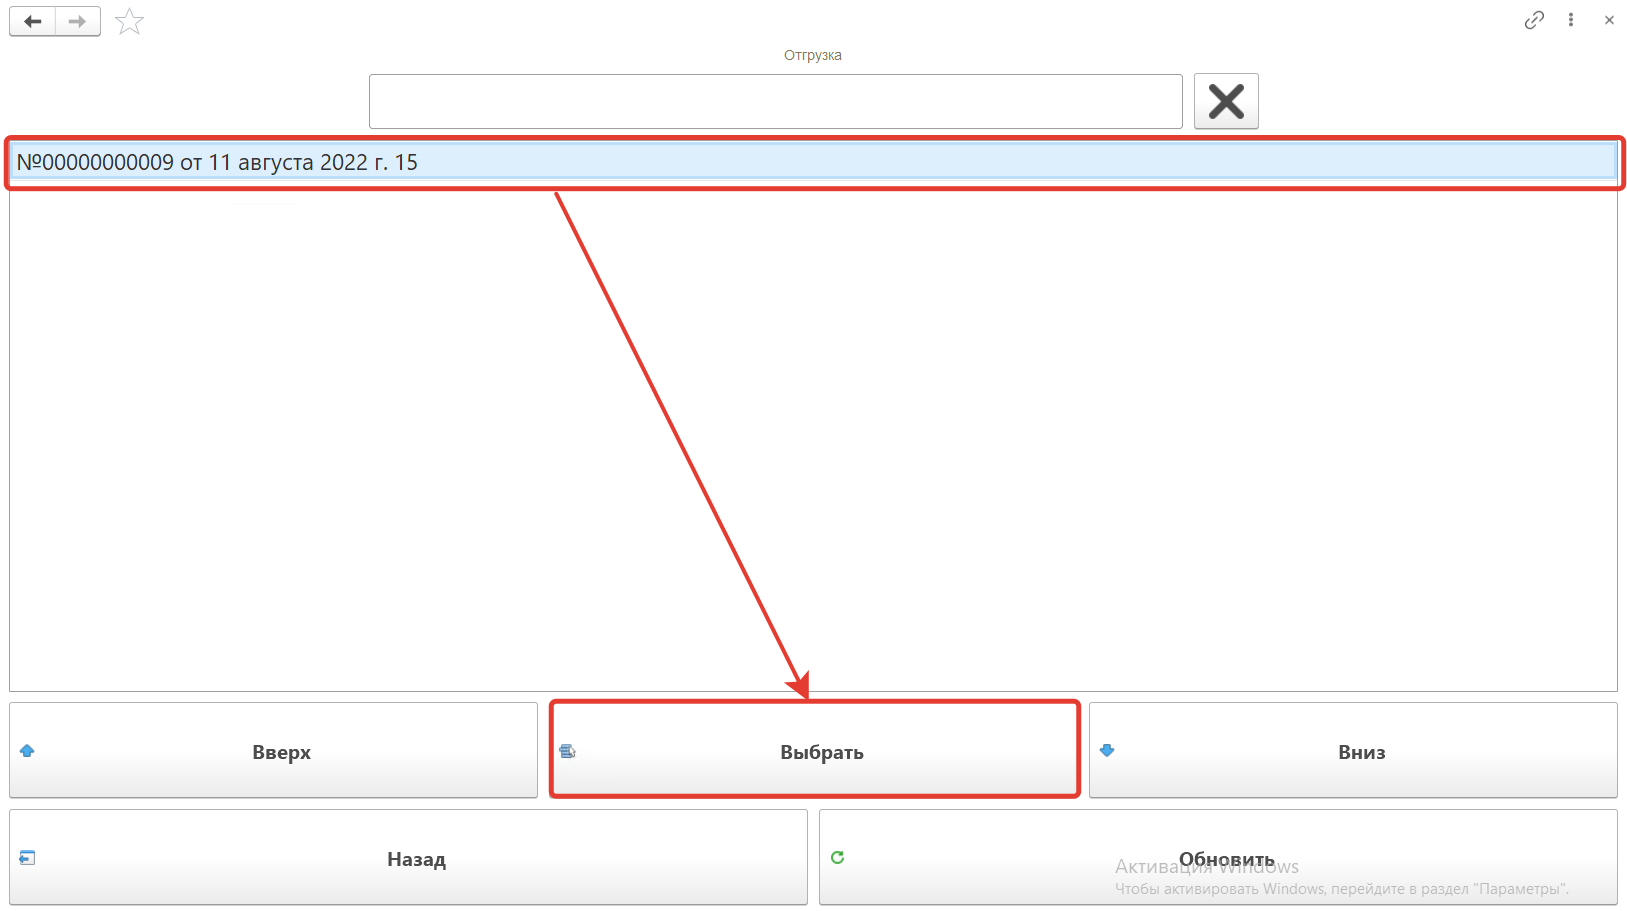 Отгрузка
№00000000009 от 11 августа 2022 г. 15
Вверх
Выбрать
Вниз
Назад
Обновить
Активация Windows
Чтобы активировать Windows, перейдите в раздел "Параметры".